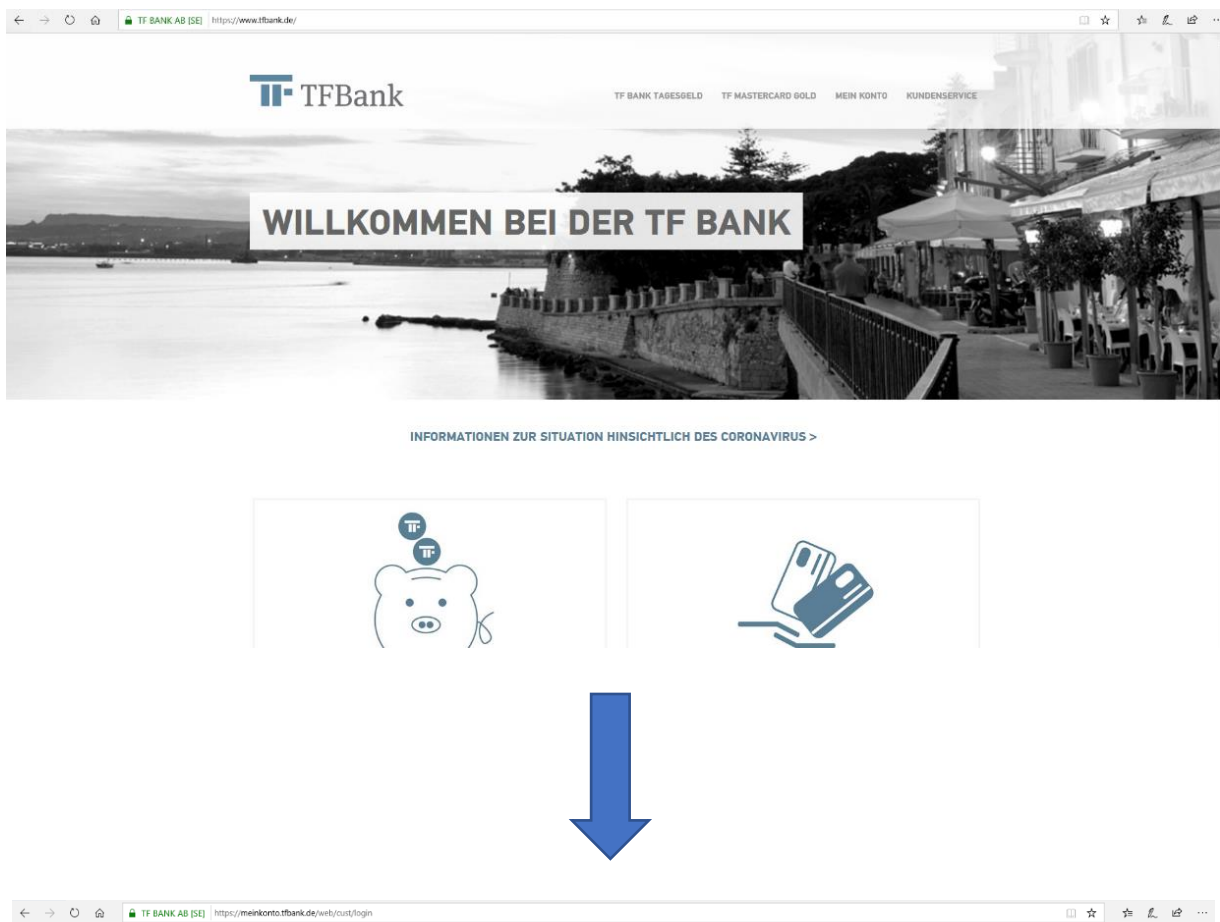 TF BANK AB [SE] https://www.tfbank.de/
TFBank
TF BANK TAGESGELD TF MASTERCARD GOLD MEIN KONTO KUNDENSERVICE
WILLKOMMEN BEI DER TF BANK
INFORMATIONEN ZUR SITUATION HINSICHTLICH DES CORONAVIRUS >
TF BANK AB [SE] https://meinkonto.tfbank.de/web/cust/login